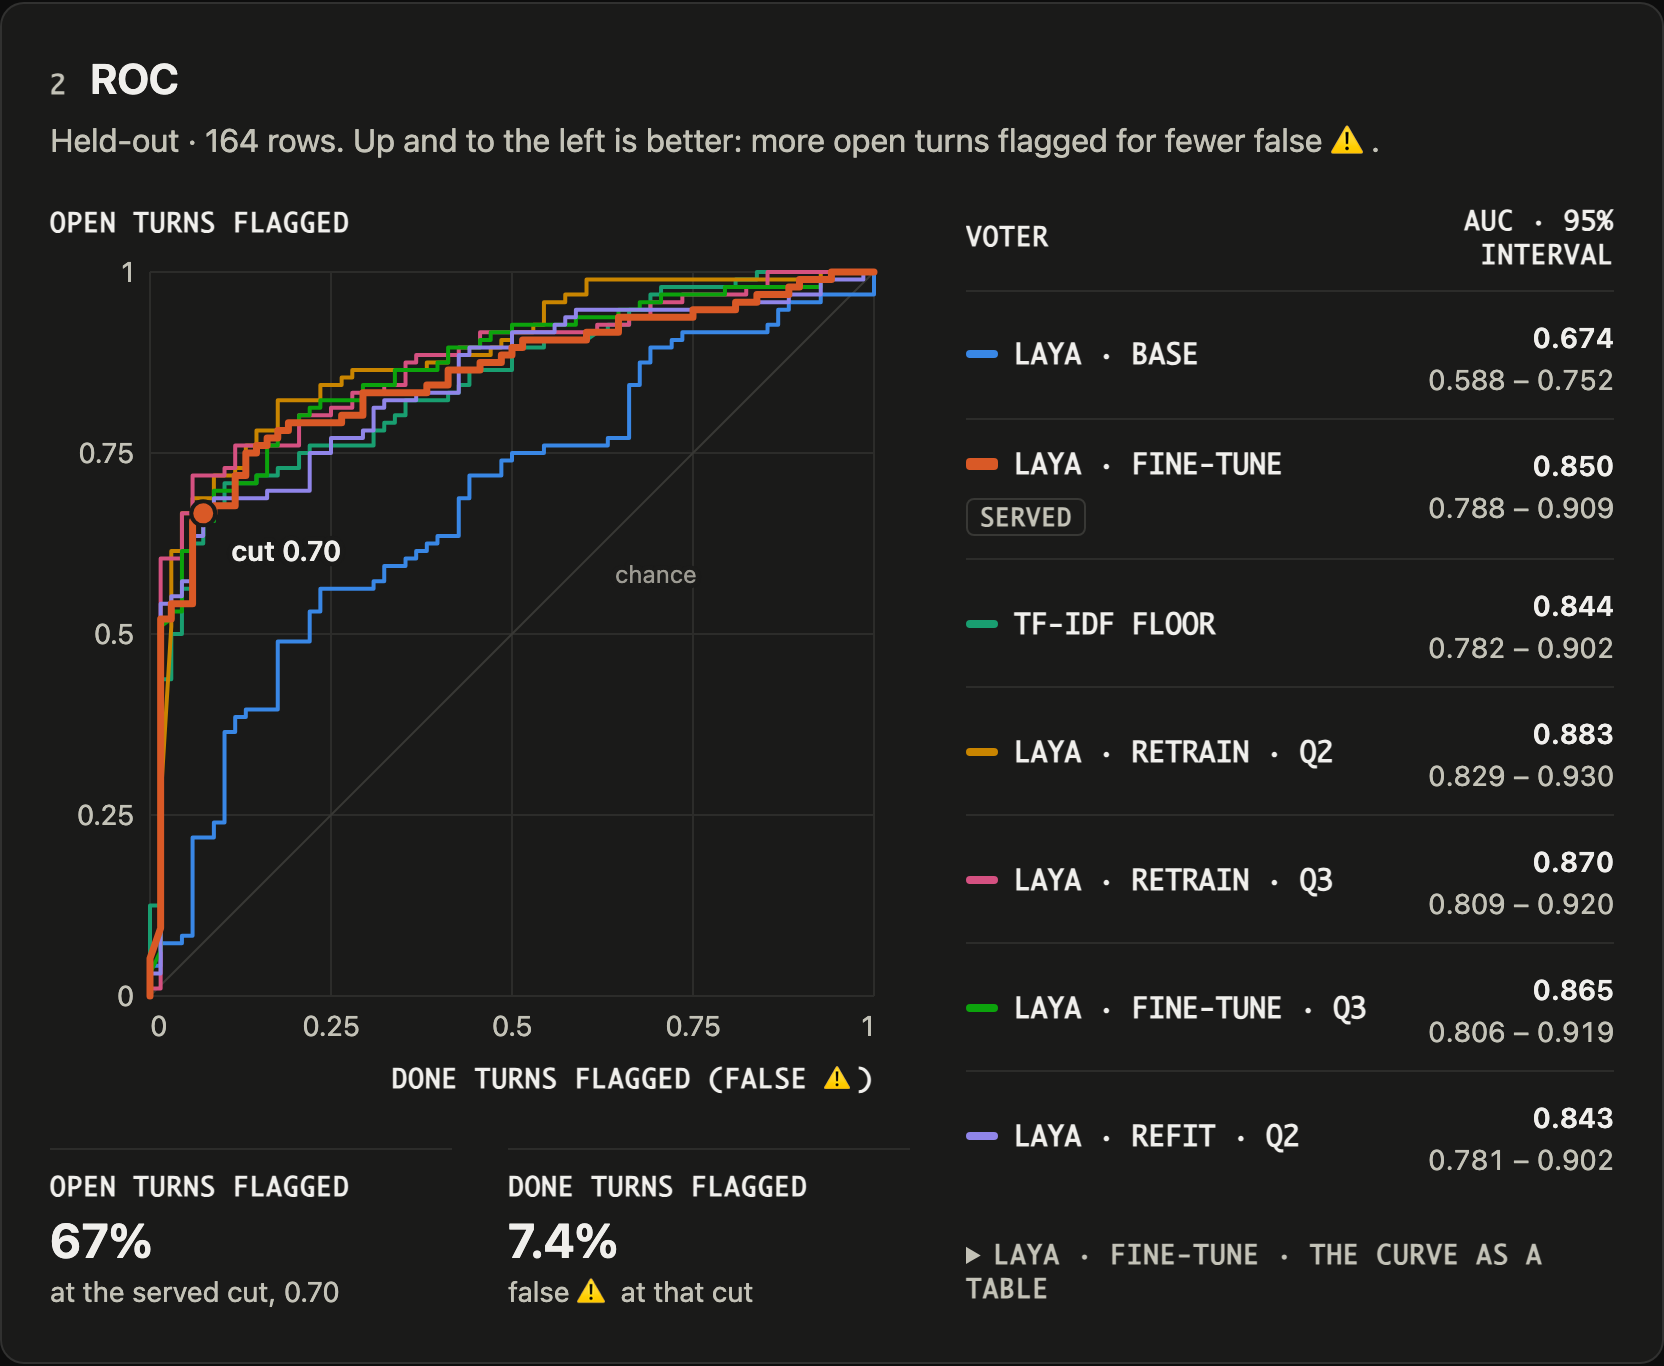 2 ROC
Held-out · 164 rows. Up and to the left is better: more open turns flagged for fewer false ⚠️ .
OPEN TURNS FLAGGED
1
0.75
0.5
0.25
0
0
0.25
0.5
0.75
1
cut 0.70
chance
DONE TURNS FLAGGED (FALSE ⚠️ )
OPEN TURNS FLAGGED
67%
at the served cut, 0.70
DONE TURNS FLAGGED
7.4%
false ⚠️ at that cut
VOTER
AUC · 95%
INTERVAL
LAYA · BASE
0.674
0.588 – 0.752
LAYA · FINE-TUNE
SERVED
0.850
0.788 – 0.909
TF-IDF FLOOR
0.844
0.782 – 0.902
LAYA · RETRAIN · Q2
0.883
0.829 – 0.930
LAYA · RETRAIN · Q3
0.870
0.809 – 0.920
LAYA · FINE-TUNE · Q3
0.865
0.806 – 0.919
LAYA · REFIT · Q2
0.843
0.781 – 0.902
▶ LAYA · FINE-TUNE · THE CURVE AS A
TABLE